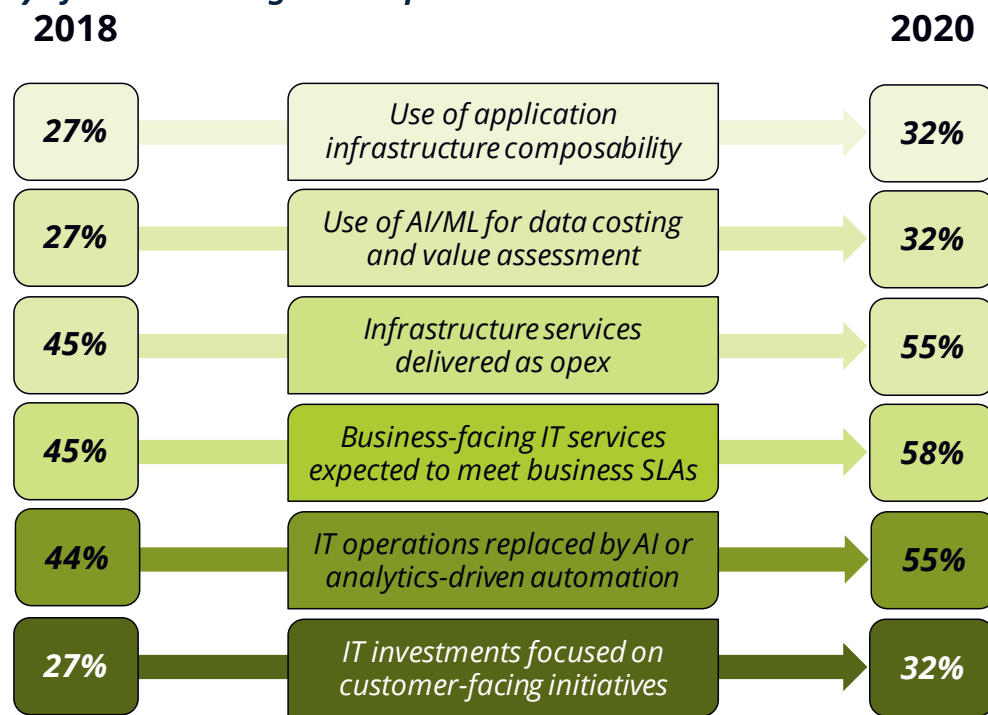 2018
2020
27%
Use of application
infrastructure composability
32%
27%
Use of AI/ML for data costing
and value assessment
32%
45%
Infrastructure services
delivered as opex
55%
45%
Business-facing IT services
expected to meet business SLAs
58%
44%
IT operations replaced by AI or
analytics-driven automation
55%
27%
IT investments focused on
customer-facing initiatives
32%